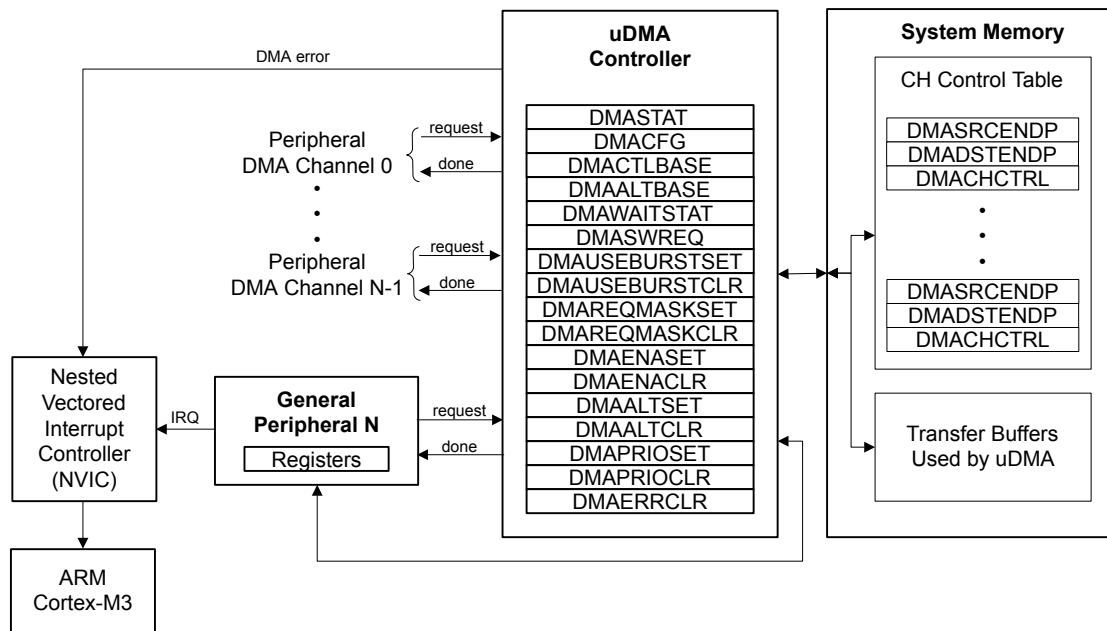 uDMA
Controller
System Memory
DMA error
CH Control Table
DMASTAT
DMACFG
DMACTLBASE
DMAALTBASE
DMAWAITSTAT
DMASWREQ
DMAUSEBURSTSET
DMAUSEBURSTCLR
DMAREQMASKSET
DMAREQMASKCLR
DMAENASET
DMAENACLR
DMAALTSET
DMAALTCLR
DMAPRIOSET
DMAPRIOCLR
DMAERRCLR
Peripheral
DMA Channel 0
request
done
•
•
•
Peripheral
DMA Channel N-1
request
done
DMASRCENDP
DMADSTENDP
DMACHCTRL
•
•
•
DMASRCENDP
DMADSTENDP
DMACHCTRL
Nested
Vectored
Interrupt
Controller
(NVIC)
IRQ
General
Peripheral N
Registers
request
done
Transfer Buffers
Used by uDMA
ARM
Cortex-M3